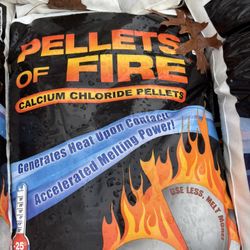 PELLETS
OF FIRE
CALCIUM CHLORIDE PELLETS
Generates Heat Upon Contact
Accelerated Melting Power!
USE LESS, MELT MORE!
-25°